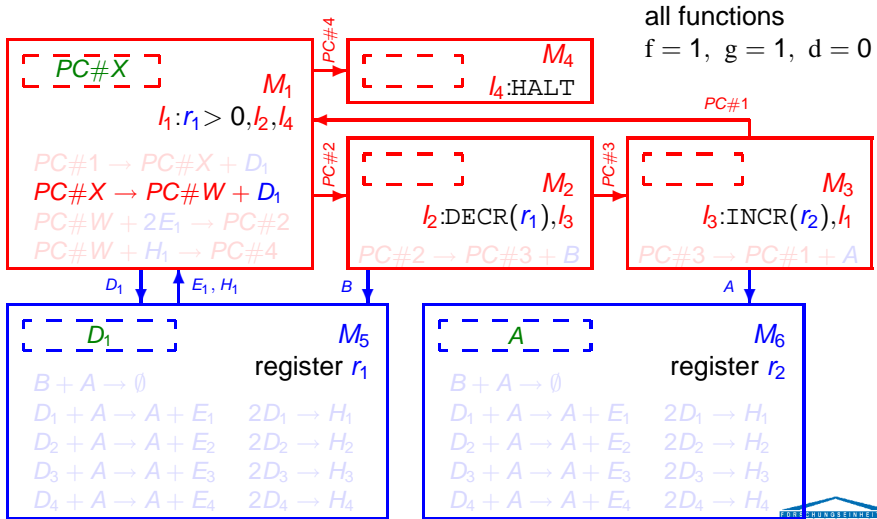 all functions
f = 1, g = 1, d = 0
PC#4
PC#X
M1
l1:r1> 0,l2,l4
PC#1 → PC#X + D1
PC#X → PC#W + D1
PC#W + 2E1 → PC#2
PC#W + H1 → PC#4
M4
l4:HALT
PC#1
PC#2
M2
l2:DECR(r1),l3
PC#2 → PC#3 + B
PC#3
M3
l3:INCR(r2),l1
PC#3 → PC#1 + A
D1
E1, H1
B
A
D1
M5
register r1
B + A → ∅
D1 + A → A + E1 2D1 → H1
D2 + A → A + E2 2D2 → H2
D3 + A → A + E3 2D3 → H3
D4 + A → A + E4 2D4 → H4
A
M6
register r2
B + A → ∅
D1 + A → A + E1 2D1 → H1
D2 + A → A + E2 2D2 → H2
D3 + A → A + E3 2D3 → H3
D4 + A → A + E4 2D4 → H4
FORSCHUNGSEINHEI